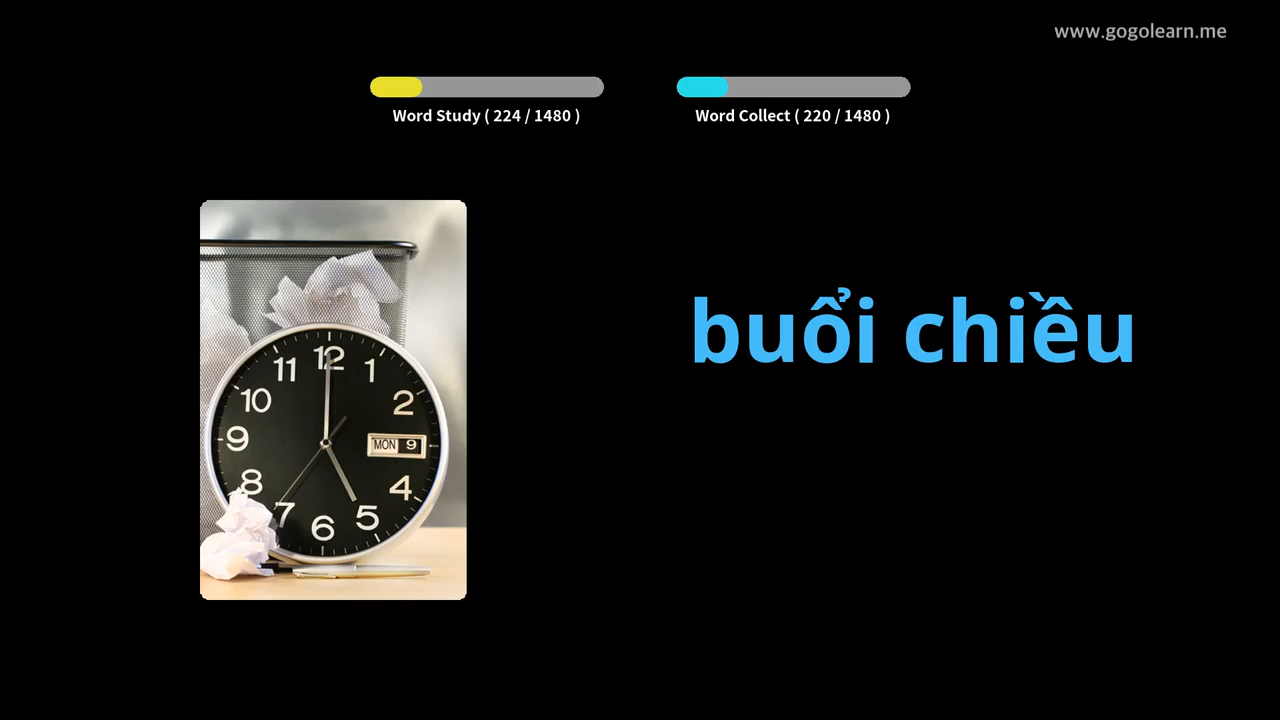 www.gogolearn.me
Word Study ( 224 / 1480 )
Word Collect ( 220 / 1480 )
buổi chiều
12
11
1
10
2
9
MON 9
8
4
7
5
6